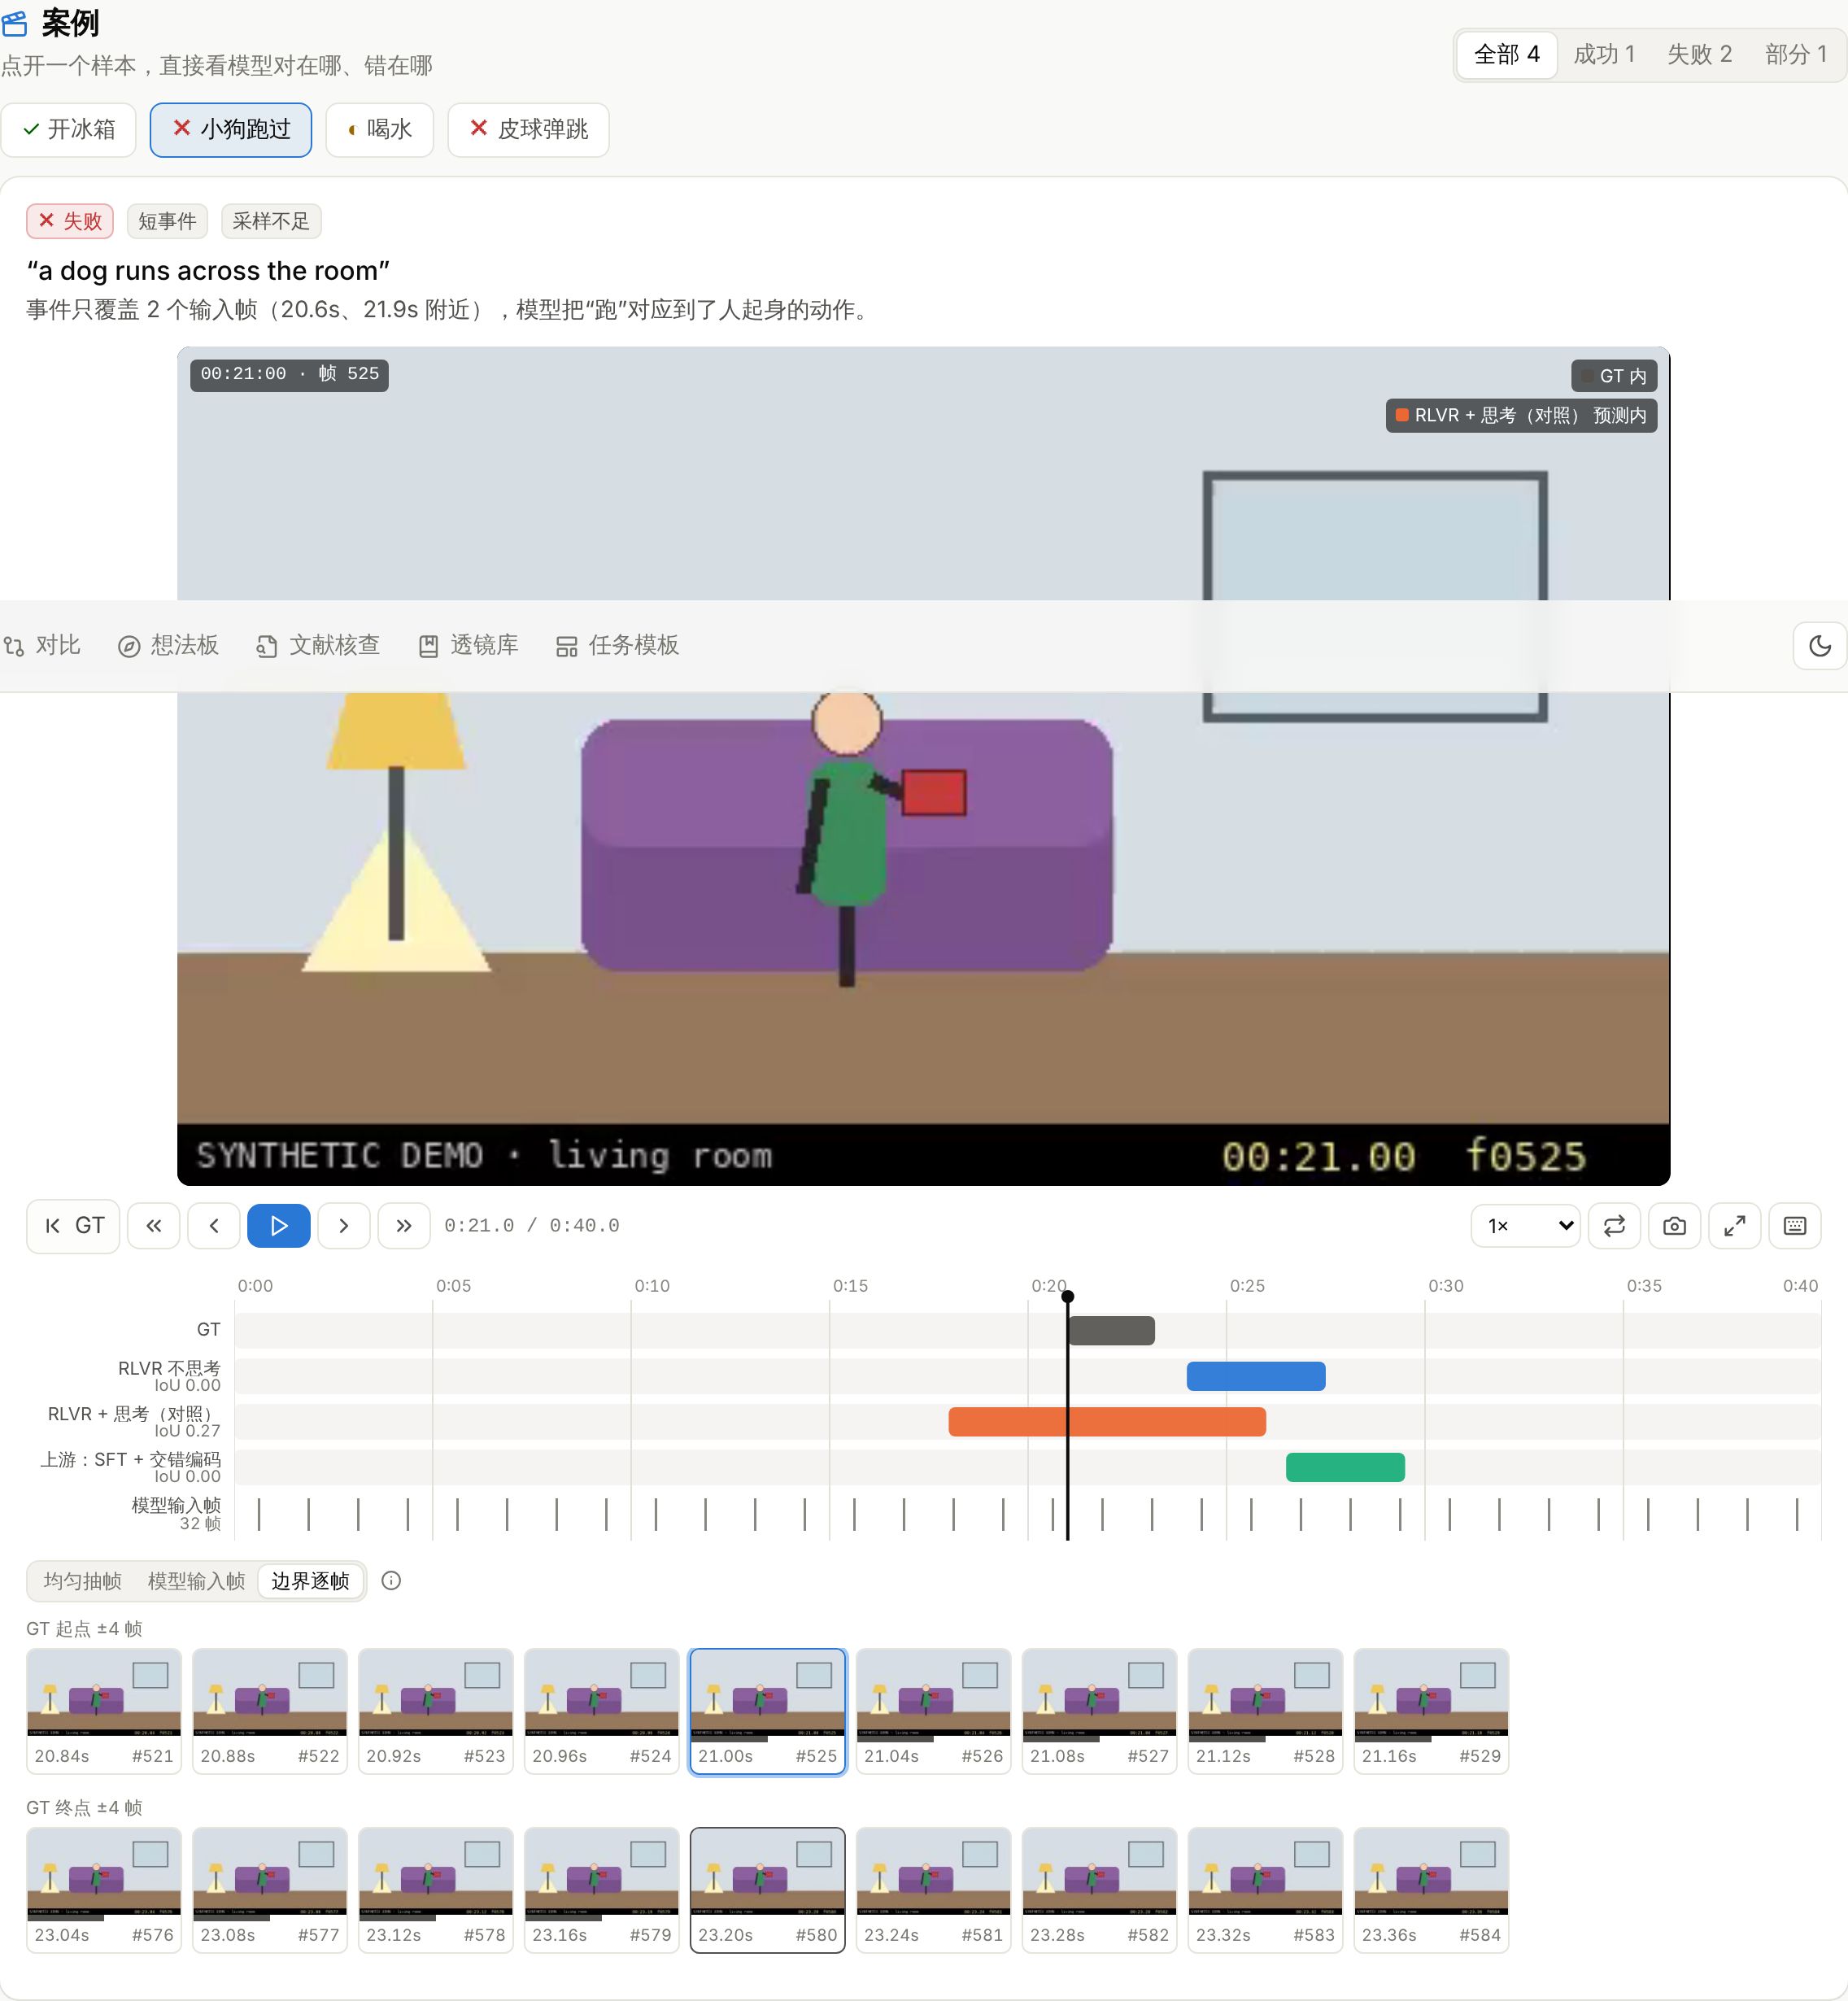 案例
点开一个样本，直接看模型对在哪、错在哪
全部 4 成功 1 失败 2 部分 1
开冰箱 小狗跑过 喝水 皮球弹跳
失败 短事件 采样不足
“a dog runs across the room”
事件只覆盖 2 个输入帧（20.6s、21.9s 附近），模型把“跑”对应到了人起身的动作。
00:21:00 · 帧 525
GT 内
RLVR + 思考（对照） 预测内
对比 想法板 文献核查 透镜库 任务模板
SYNTHETIC DEMO · living room 00:21.00 f0525
GT 0:21.0 / 0:40.0 1×
0:00 0:05 0:10 0:15 0:20 0:25 0:30 0:35 0:40
GT
RLVR 不思考
IoU 0.00
RLVR + 思考（对照）
IoU 0.27
上游：SFT + 交错编码
IoU 0.00
模型输入帧
32 帧
均匀抽帧 模型输入帧 边界逐帧
GT 起点 ±4 帧
20.84s #521 20.88s #522 20.92s #523 20.96s #524 21.00s #525 21.04s #526 21.08s #527 21.12s #528 21.16s #529
GT 终点 ±4 帧
23.04s #576 23.08s #577 23.12s #578 23.16s #579 23.20s #580 23.24s #581 23.28s #582 23.32s #583 23.36s #584